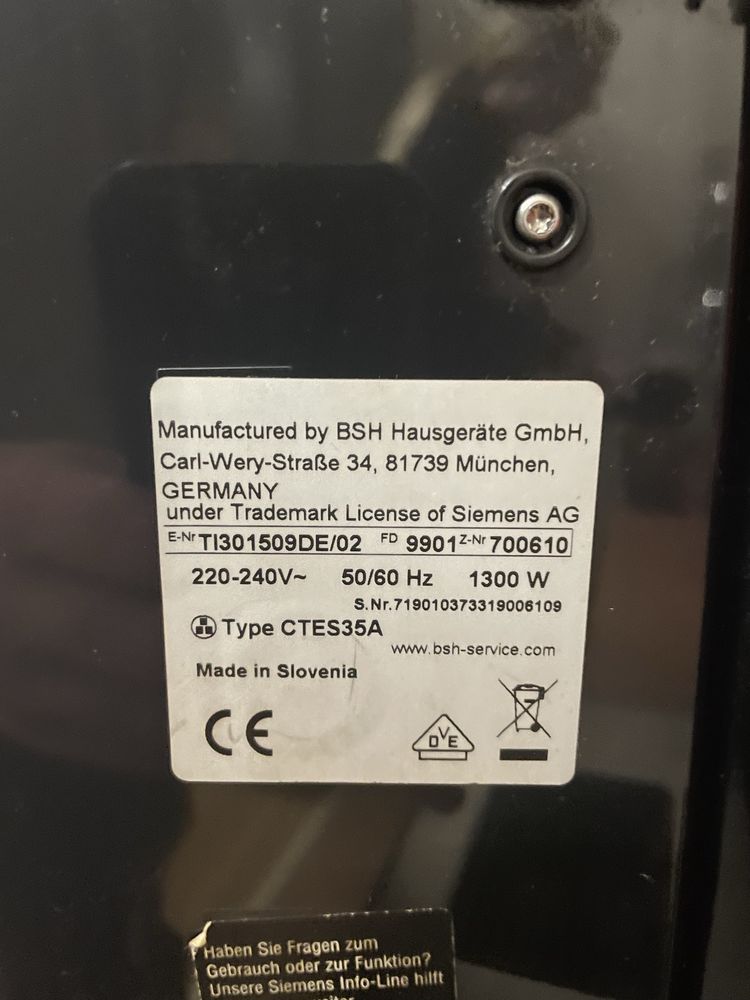 Manufactured by BSH Hausgeräte GmbH,
Carl-Wery-Straße 34, 81739 München,
GERMANY
under Trademark License of Siemens AG
E-Nr TI301509DE/02 FD 9901 Z-Nr 700610
220-240V~ 50/60 Hz 1300 W
S.Nr.719010373319006109
Type CTES35A
www.bsh-service.com
Made in Slovenia
CE
DVE
Haben Sie Fragen zum
Gebrauch oder zur Funktion?
Unsere Siemens Info-Line hilft